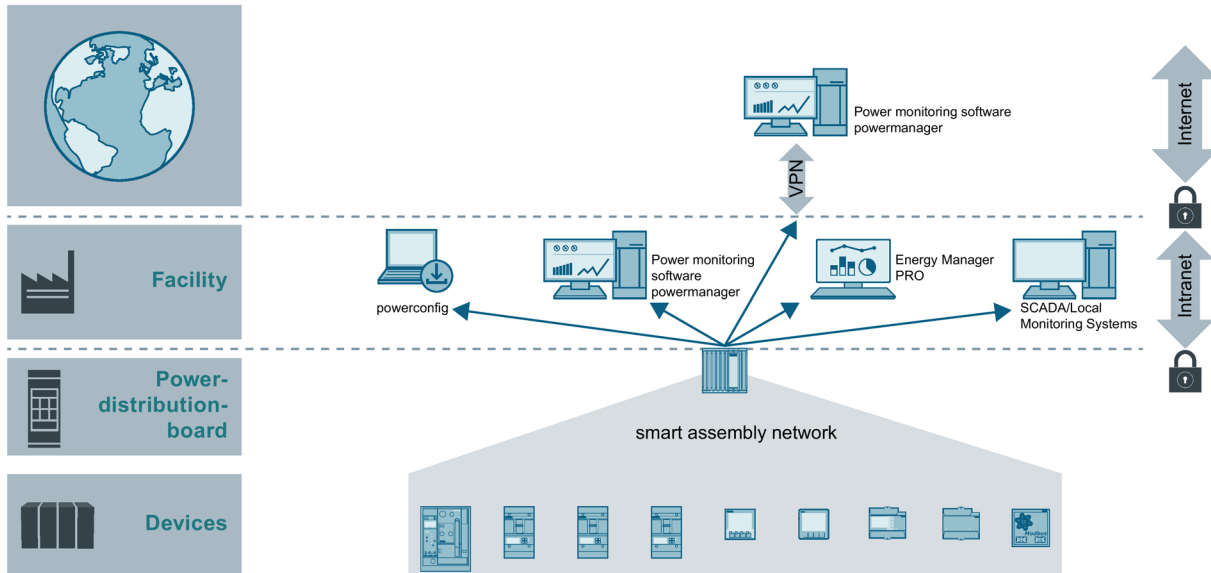 Power monitoring software
powermanager
Internet
VPN
Facility
powerconfig
Power monitoring
software
powermanager
Energy Manager
PRO
SCADA/Local
Monitoring Systems
Intranet
Power-
distribution-
board
smart assembly network
Devices
Modbus